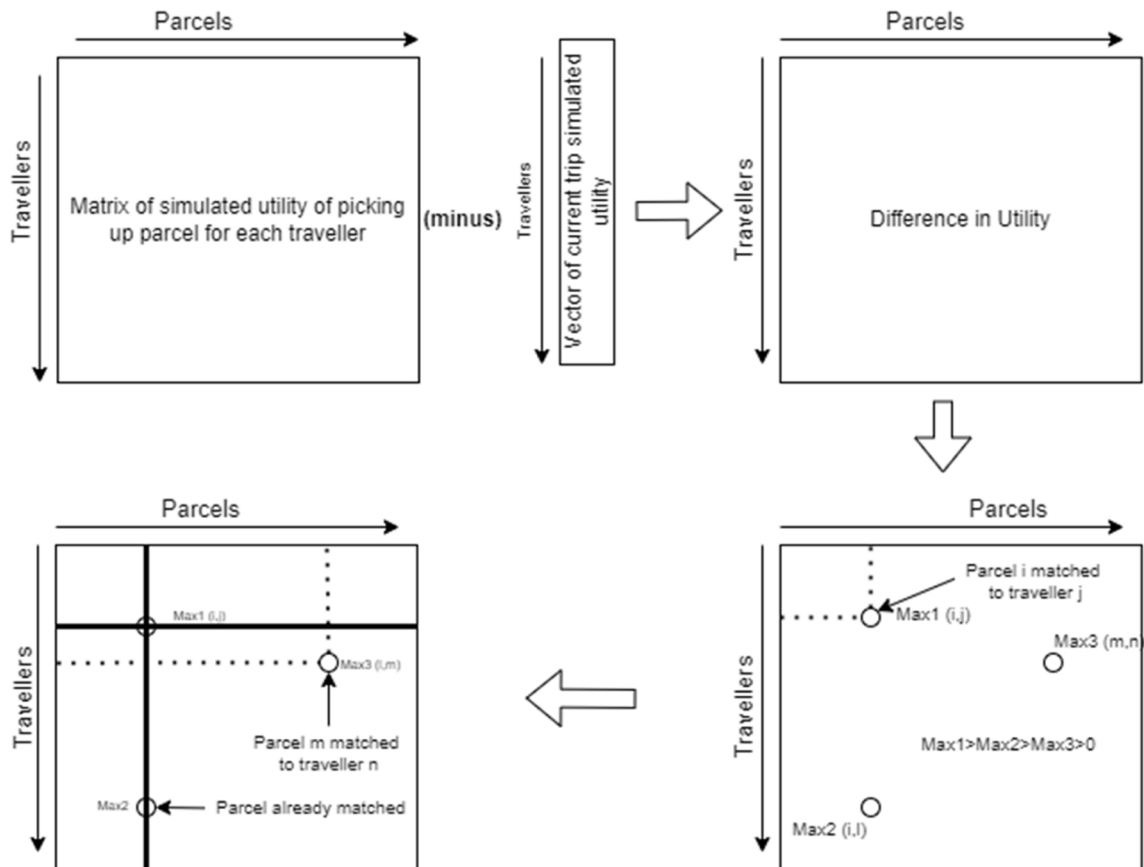 Parcels
Travellers
Matrix of simulated utility of picking
up parcel for each traveller
(minus)
Travellers
Vector of current trip simulated
utility
Parcels
Travellers
Difference in Utility
Parcels
Travellers
Max1 (i,j)
Max3 (i,m)
Parcel m matched
to traveller n
Max2
Parcel already matched
Parcels
Travellers
Parcel i matched
to traveller j
Max1 (i,j)
Max3 (m,n)
Max1>Max2>Max3>0
Max2 (i,l)